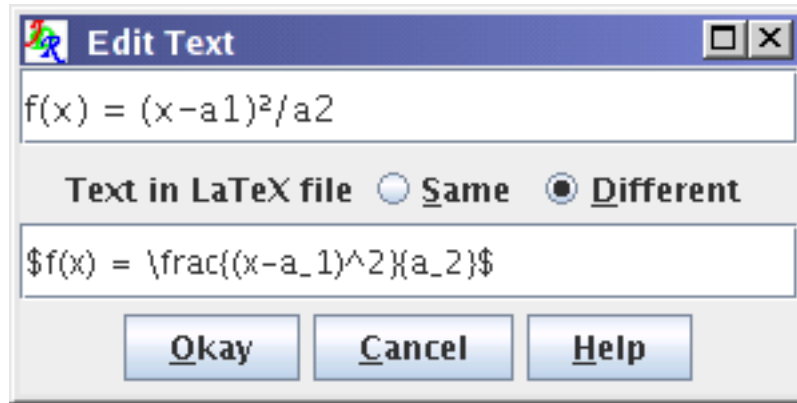 Edit Text
f(x) = (x-a1)²/a2
Text in LaTeX file Same Different
$f(x) = \frac{(x-a_1)^2}{a_2}$
Okay Cancel Help